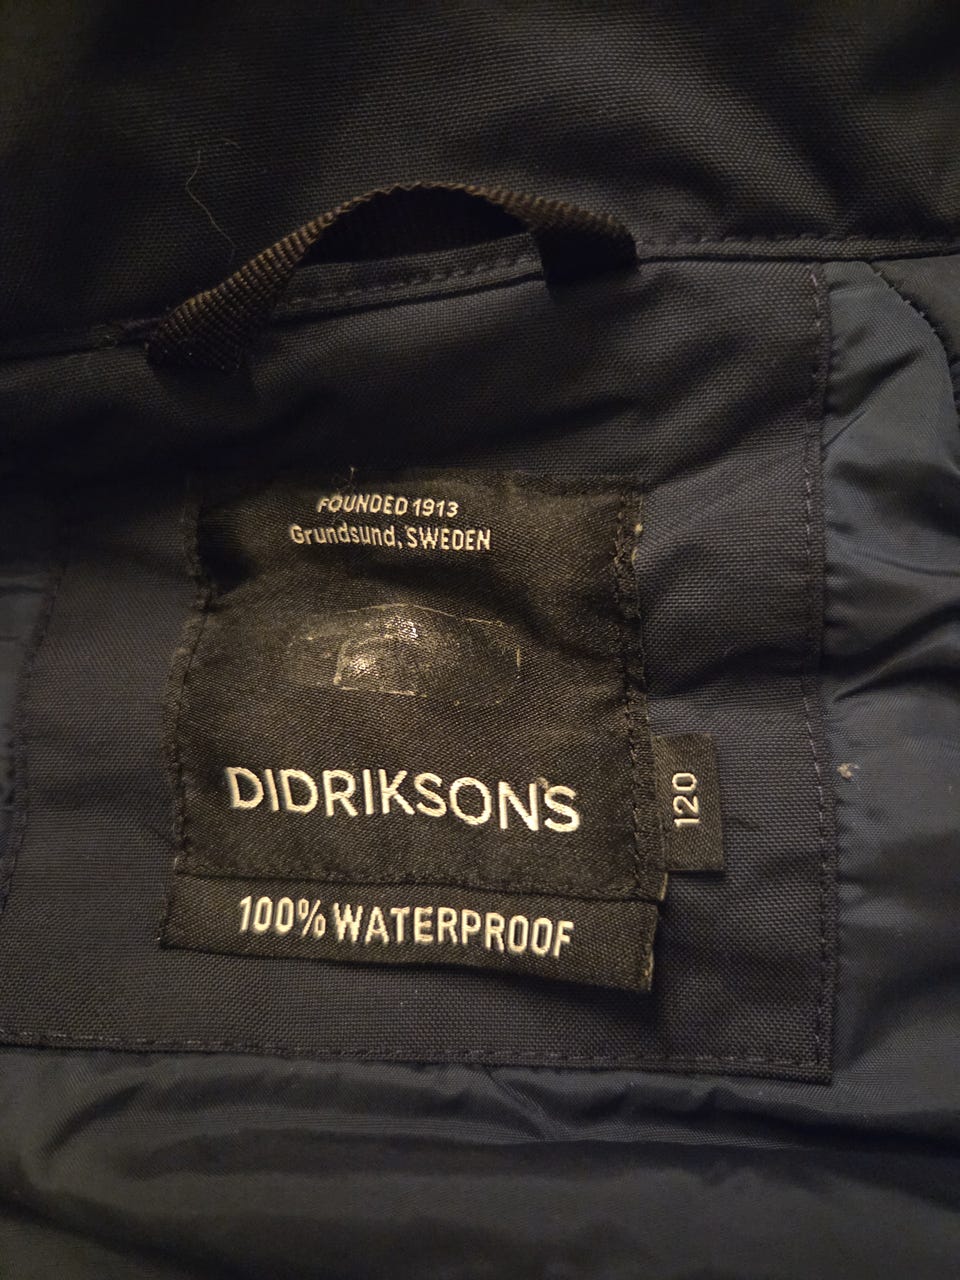 FOUNDED 1913
Grundsund, SWEDEN
DIDRIKSONS
120
100% WATERPROOF